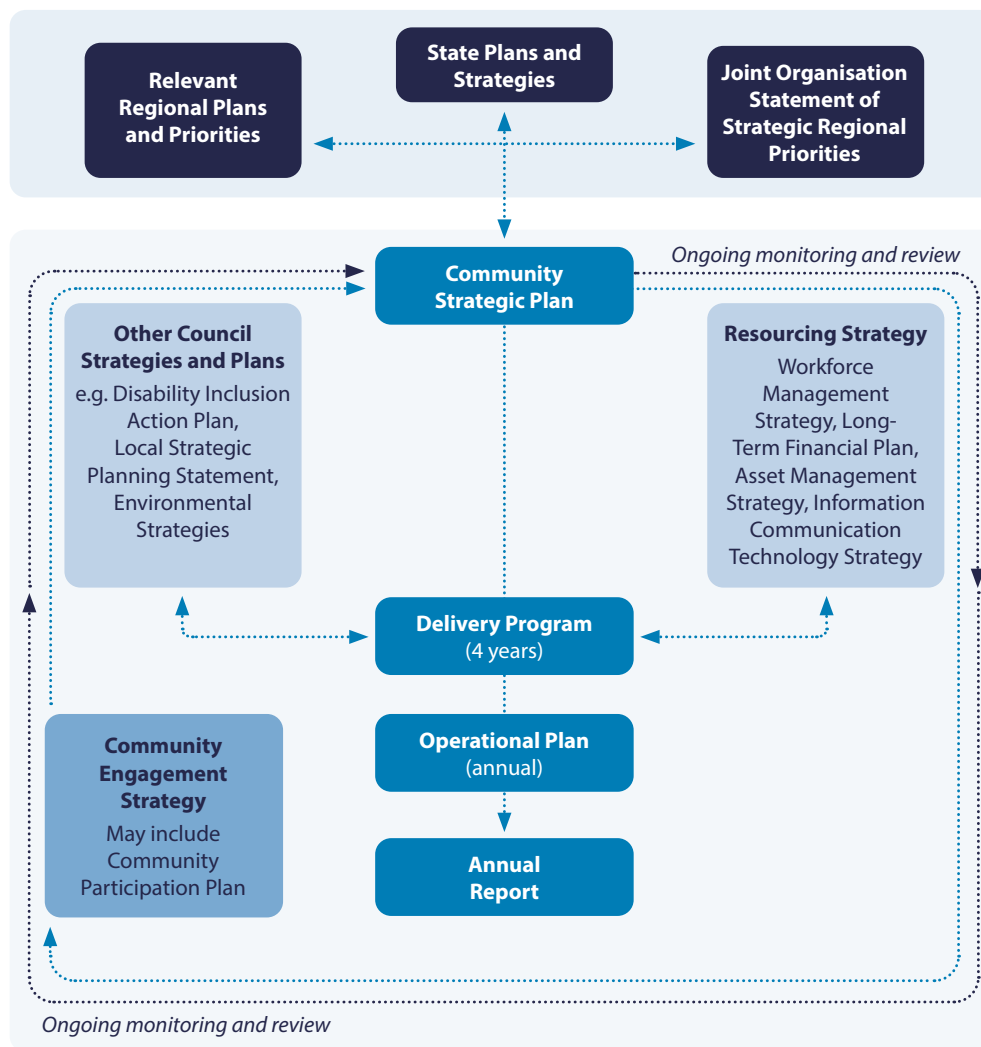 Relevant
Regional Plans
and Priorities
State Plans and
Strategies
Joint Organisation
Statement of
Strategic Regional
Priorities
Ongoing monitoring and review
Community
Strategic Plan
Other Council
Strategies and Plans
e.g. Disability Inclusion
Action Plan,
Local Strategic
Planning Statement,
Environmental
Strategies
Resourcing Strategy
Workforce
Management
Strategy, Long-
Term Financial Plan,
Asset Management
Strategy, Information
Communication
Technology Strategy
Delivery Program
(4 years)
Community
Engagement
Strategy
May include
Community
Participation Plan
Operational Plan
(annual)
Annual
Report
Ongoing monitoring and review